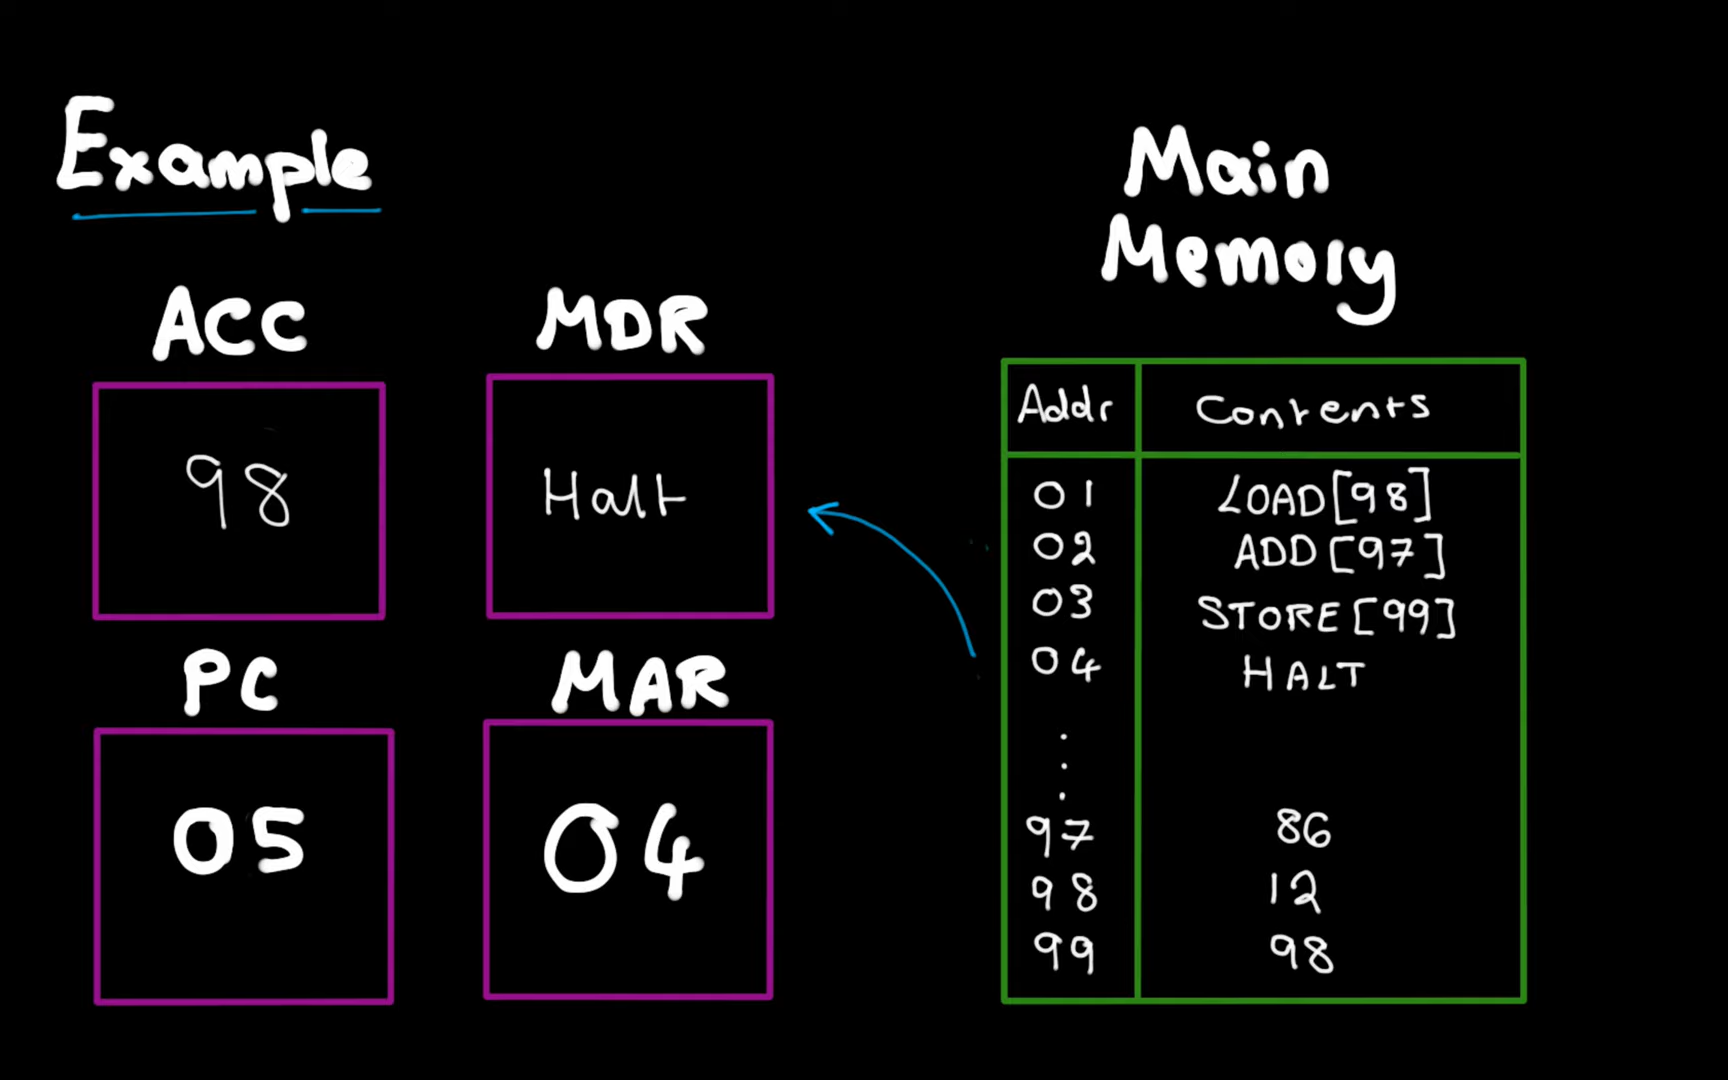 Example
ACC
98
MDR
Halt
PC
05
MAR
04
Main
Memory
Addr Contents
01 LOAD[98]
02 ADD[97]
03 STORE[99]
04 HALT
.
.
.
97 86
98 12
99 98